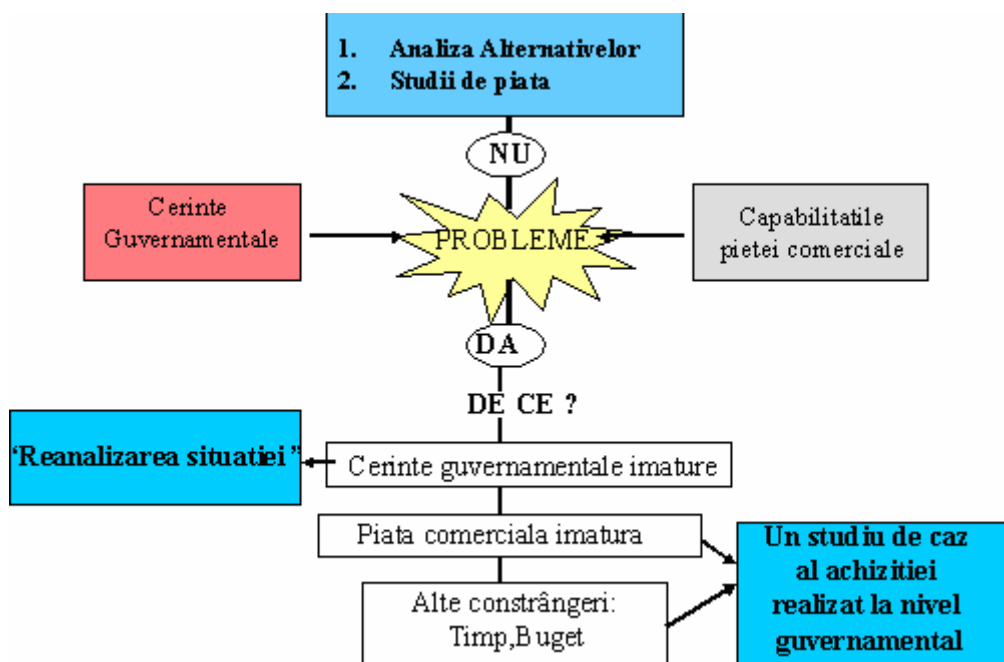 1. Analiza Alternativelor
2. Studii de piata
NU
Cerinte
Guvernamentale
PROBLEME
Capabilitatile
pietei comerciale
DA
DE CE ?
“Reanalizarea situatiei”
Cerinte guvernamentale imature
Piata comerciala imatura
Alte constrângeri:
Timp,Buget
Un studiu de caz
al achizitiei
realizat la nivel
guvernamental